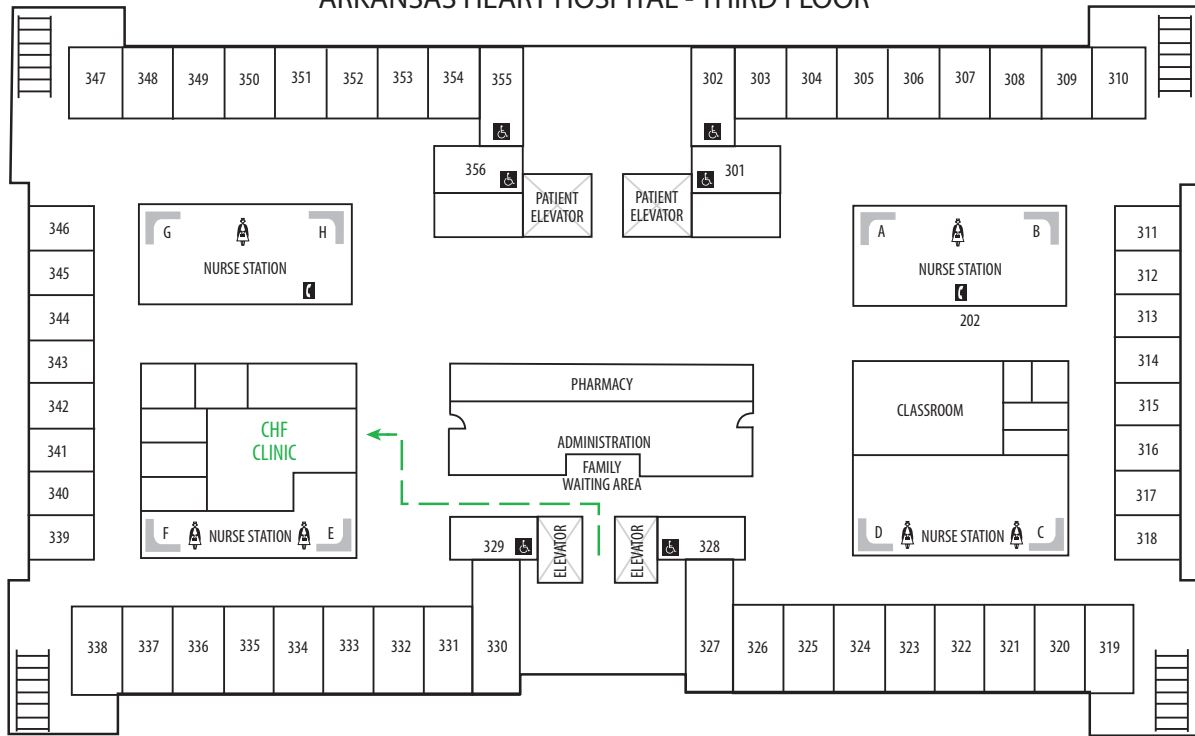 ARKANSAS HEART HOSPITAL - THIRD FLOOR
347 348 349 350 351 352 353 354 355
302 303 304 305 306 307 308 309 310
356
301
PATIENT
ELEVATOR
PATIENT
ELEVATOR
346
345
344
343
342
341
340
339
G H
NURSE STATION
A B
NURSE STATION
202
311
312
313
314
315
316
317
318
CHF
CLINIC
F NURSE STATION E
PHARMACY
ADMINISTRATION
FAMILY
WAITING AREA
CLASSROOM
D NURSE STATION C
329
ELEVATOR
ELEVATOR
328
338 337 336 335 334 333 332 331 330
327 326 325 324 323 322 321 320 319